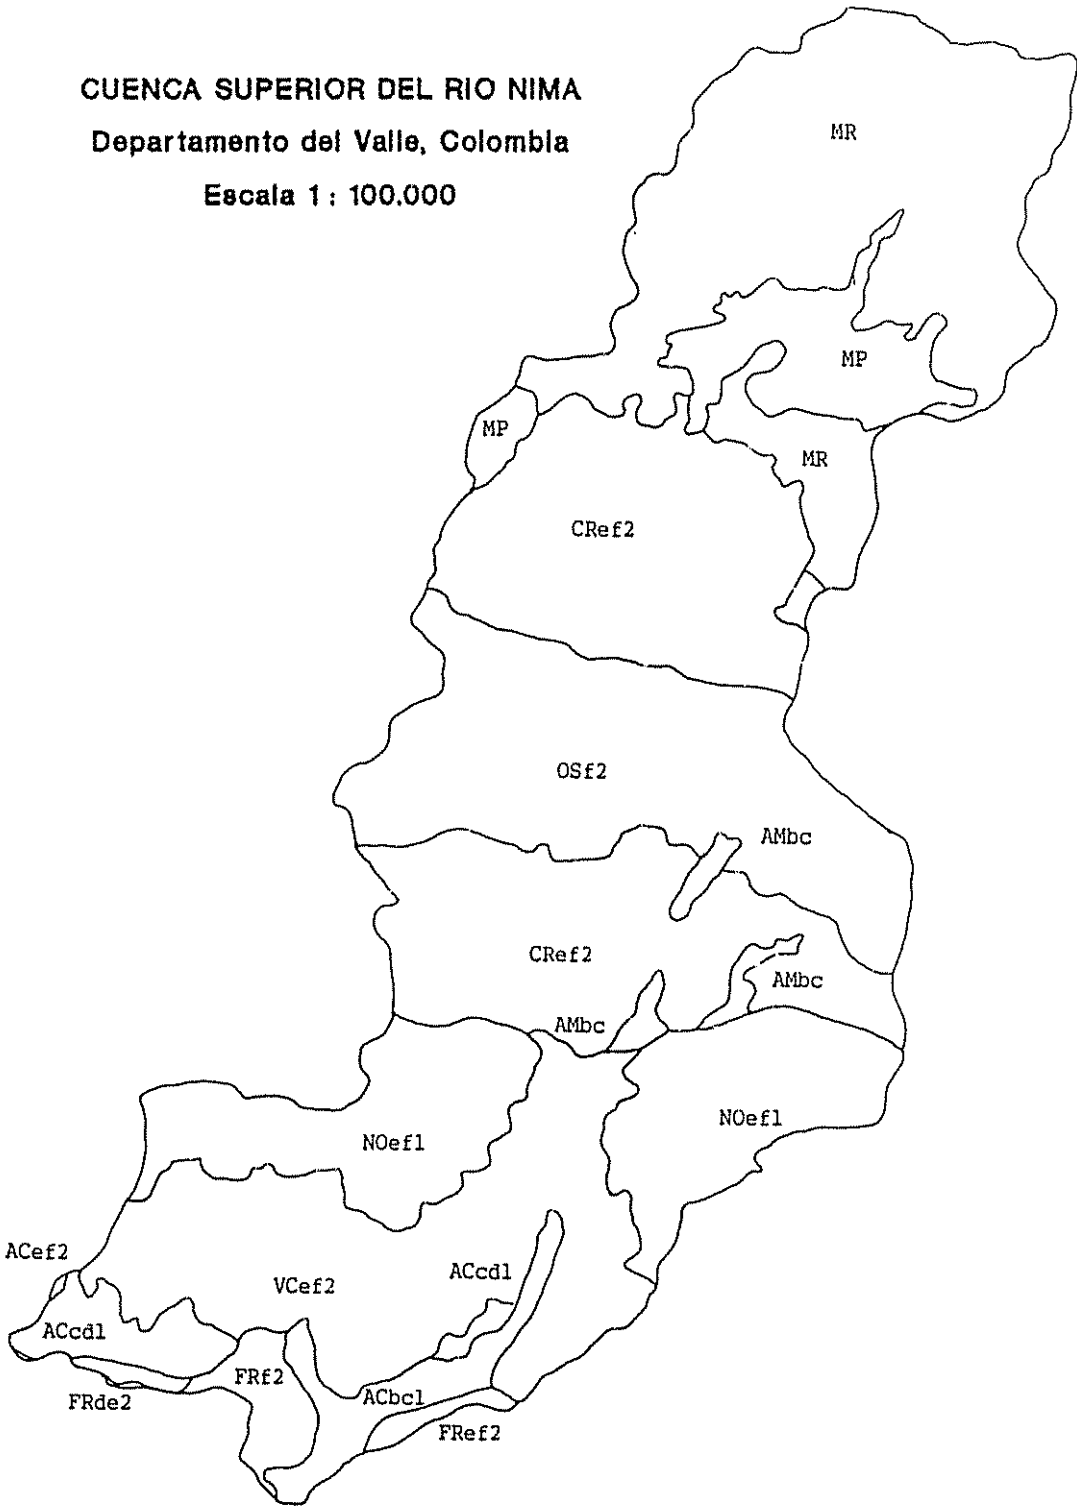 CUENCA SUPERIOR DEL RIO NIMA
Departamento del Valle, Colombia
Escala 1 : 100.000
MR
MP
MP
MR
CRef2
OSf2
AMbc
CRef2
AMbc
AMbc
NOef1
NOef1
ACef2
ACcd1
VCef2
ACcd1
FRf2
FRde2
ACbc1
FRef2